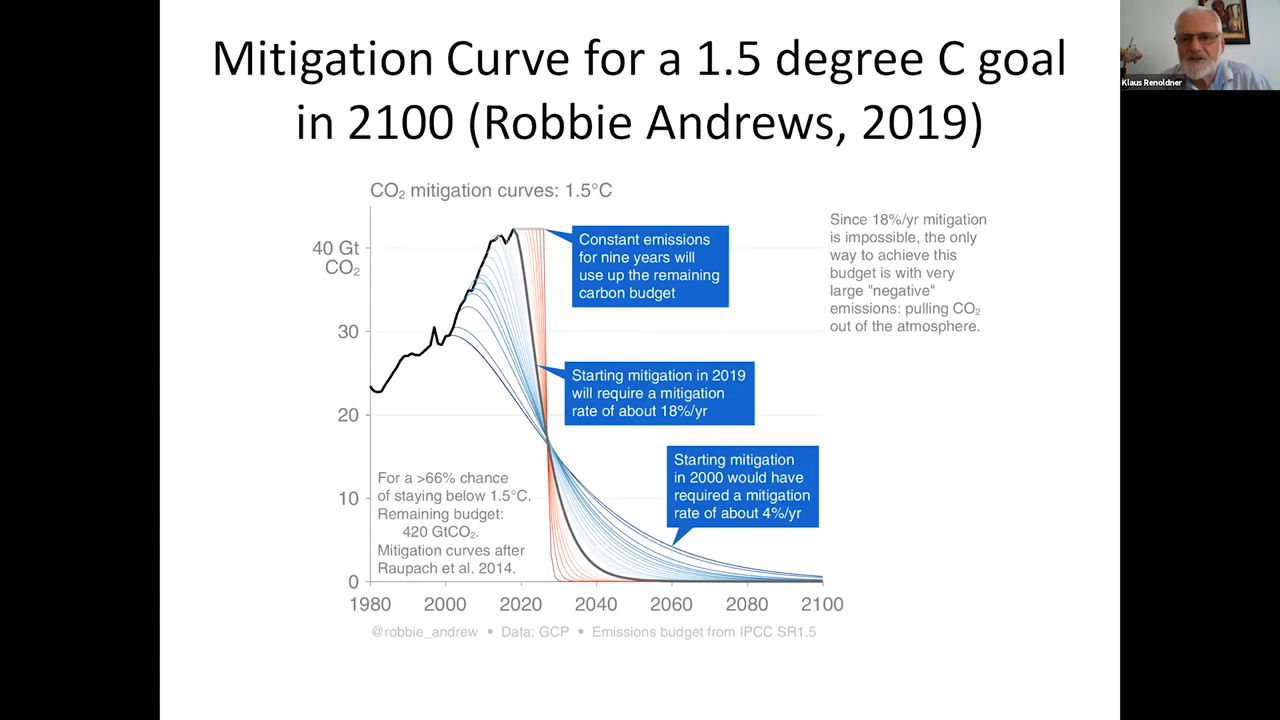 Mitigation Curve for a 1.5 degree C goal
in 2100 (Robbie Andrews, 2019)
Klaus Renoldner
CO₂ mitigation curves: 1.5°C
40 Gt
CO₂
30
20
10
0
Constant emissions
for nine years will
use up the remaining
carbon budget
Since 18%/yr mitigation
is impossible, the only
way to achieve this
budget is with very
large "negative"
emissions: pulling CO₂
out of the atmosphere.
Starting mitigation in 2019
will require a mitigation
rate of about 18%/yr
Starting mitigation
in 2000 would have
required a mitigation
rate of about 4%/yr
For a >66% chance
of staying below 1.5°C.
Remaining budget:
420 GtCO₂.
Mitigation curves after
Raupach et al. 2014.
1980 2000 2020 2040 2060 2080 2100
@robbie_andrew • Data: GCP • Emissions budget from IPCC SR1.5